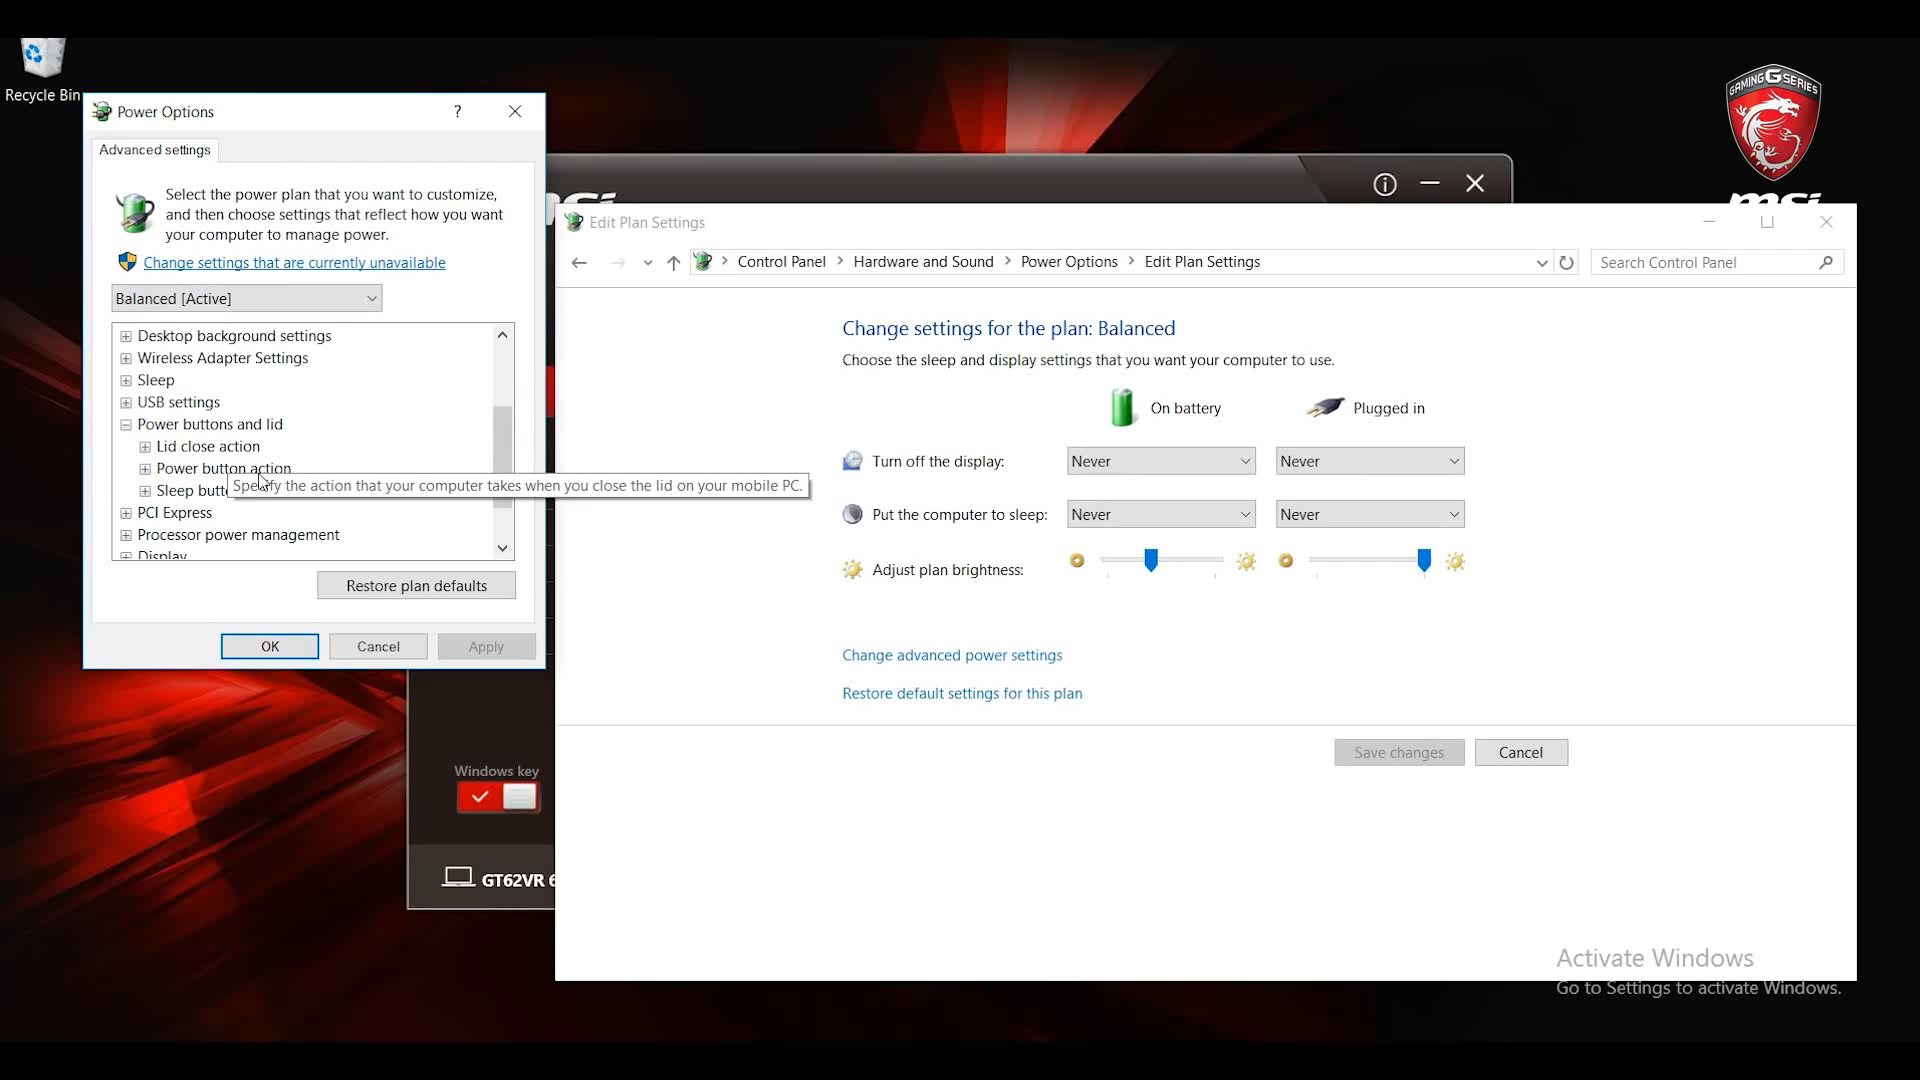 Recycle Bin
GAMING G SERIES
msi
Power Options
?
Advanced settings
Select the power plan that you want to customize,
and then choose settings that reflect how you want
your computer to manage power.
Change settings that are currently unavailable
Balanced [Active]
Desktop background settings
Wireless Adapter Settings
Sleep
USB settings
Power buttons and lid
Lid close action
Power button action
Sleep butt
Specify the action that your computer takes when you close the lid on your mobile PC.
PCI Express
Processor power management
Display
Restore plan defaults
OK Cancel Apply
msi
Edit Plan Settings
Control Panel > Hardware and Sound > Power Options > Edit Plan Settings
Search Control Panel
Change settings for the plan: Balanced
Choose the sleep and display settings that you want your computer to use.
On battery Plugged in
Turn off the display: Never Never
Put the computer to sleep: Never Never
Adjust plan brightness:
Change advanced power settings
Restore default settings for this plan
Save changes Cancel
Windows key
GT62VR 6
Activate Windows
Go to Settings to activate Windows.